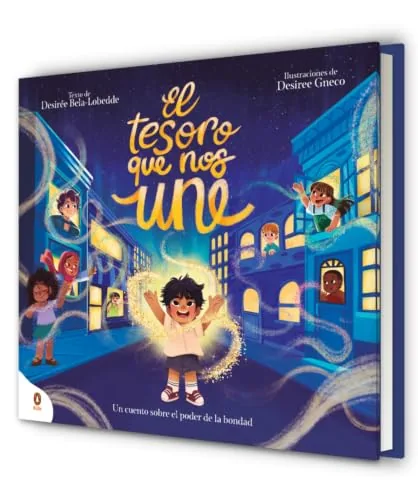 Texto de
Desirée Bela-Lobedde
Ilustraciones de
Desiree Gneco
El
tesoro
que nos
une
Un cuento sobre el poder de la bondad
Kids